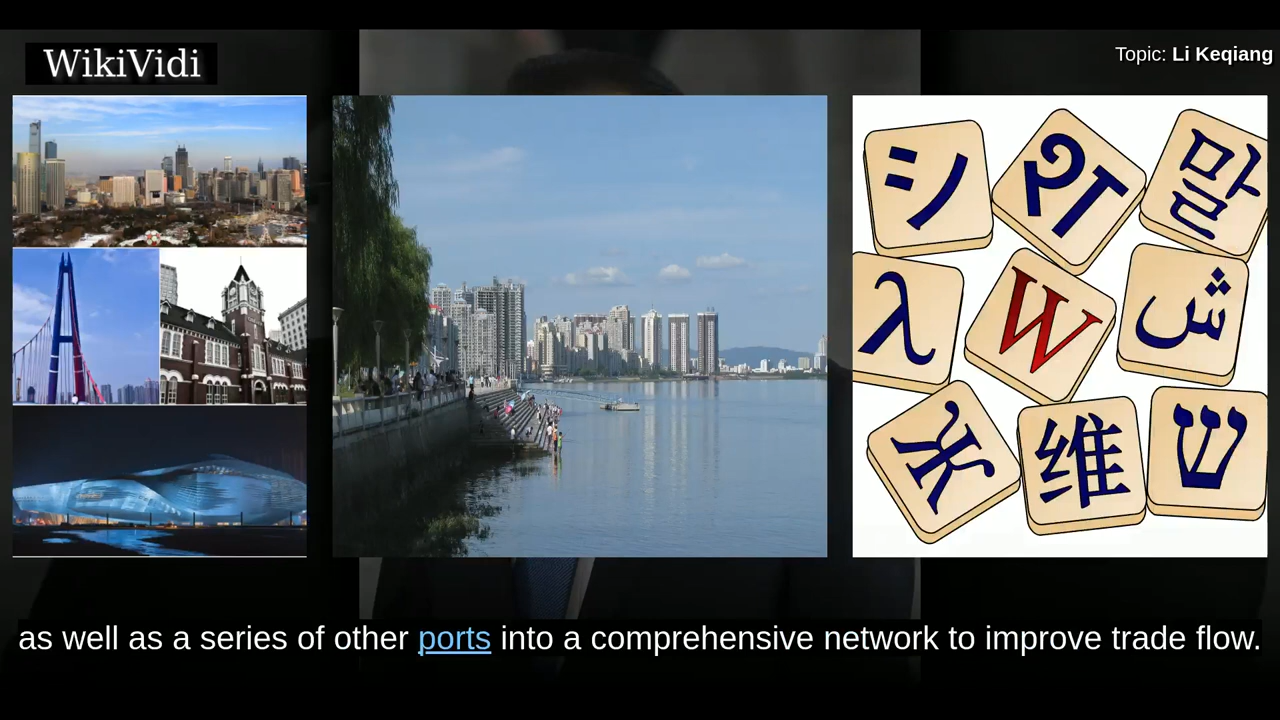 WikiVidi
Topic: Li Keqiang
シ
श
말
λ
W
ش
Ж
维
ש
as well as a series of other ports into a comprehensive network to improve trade flow.